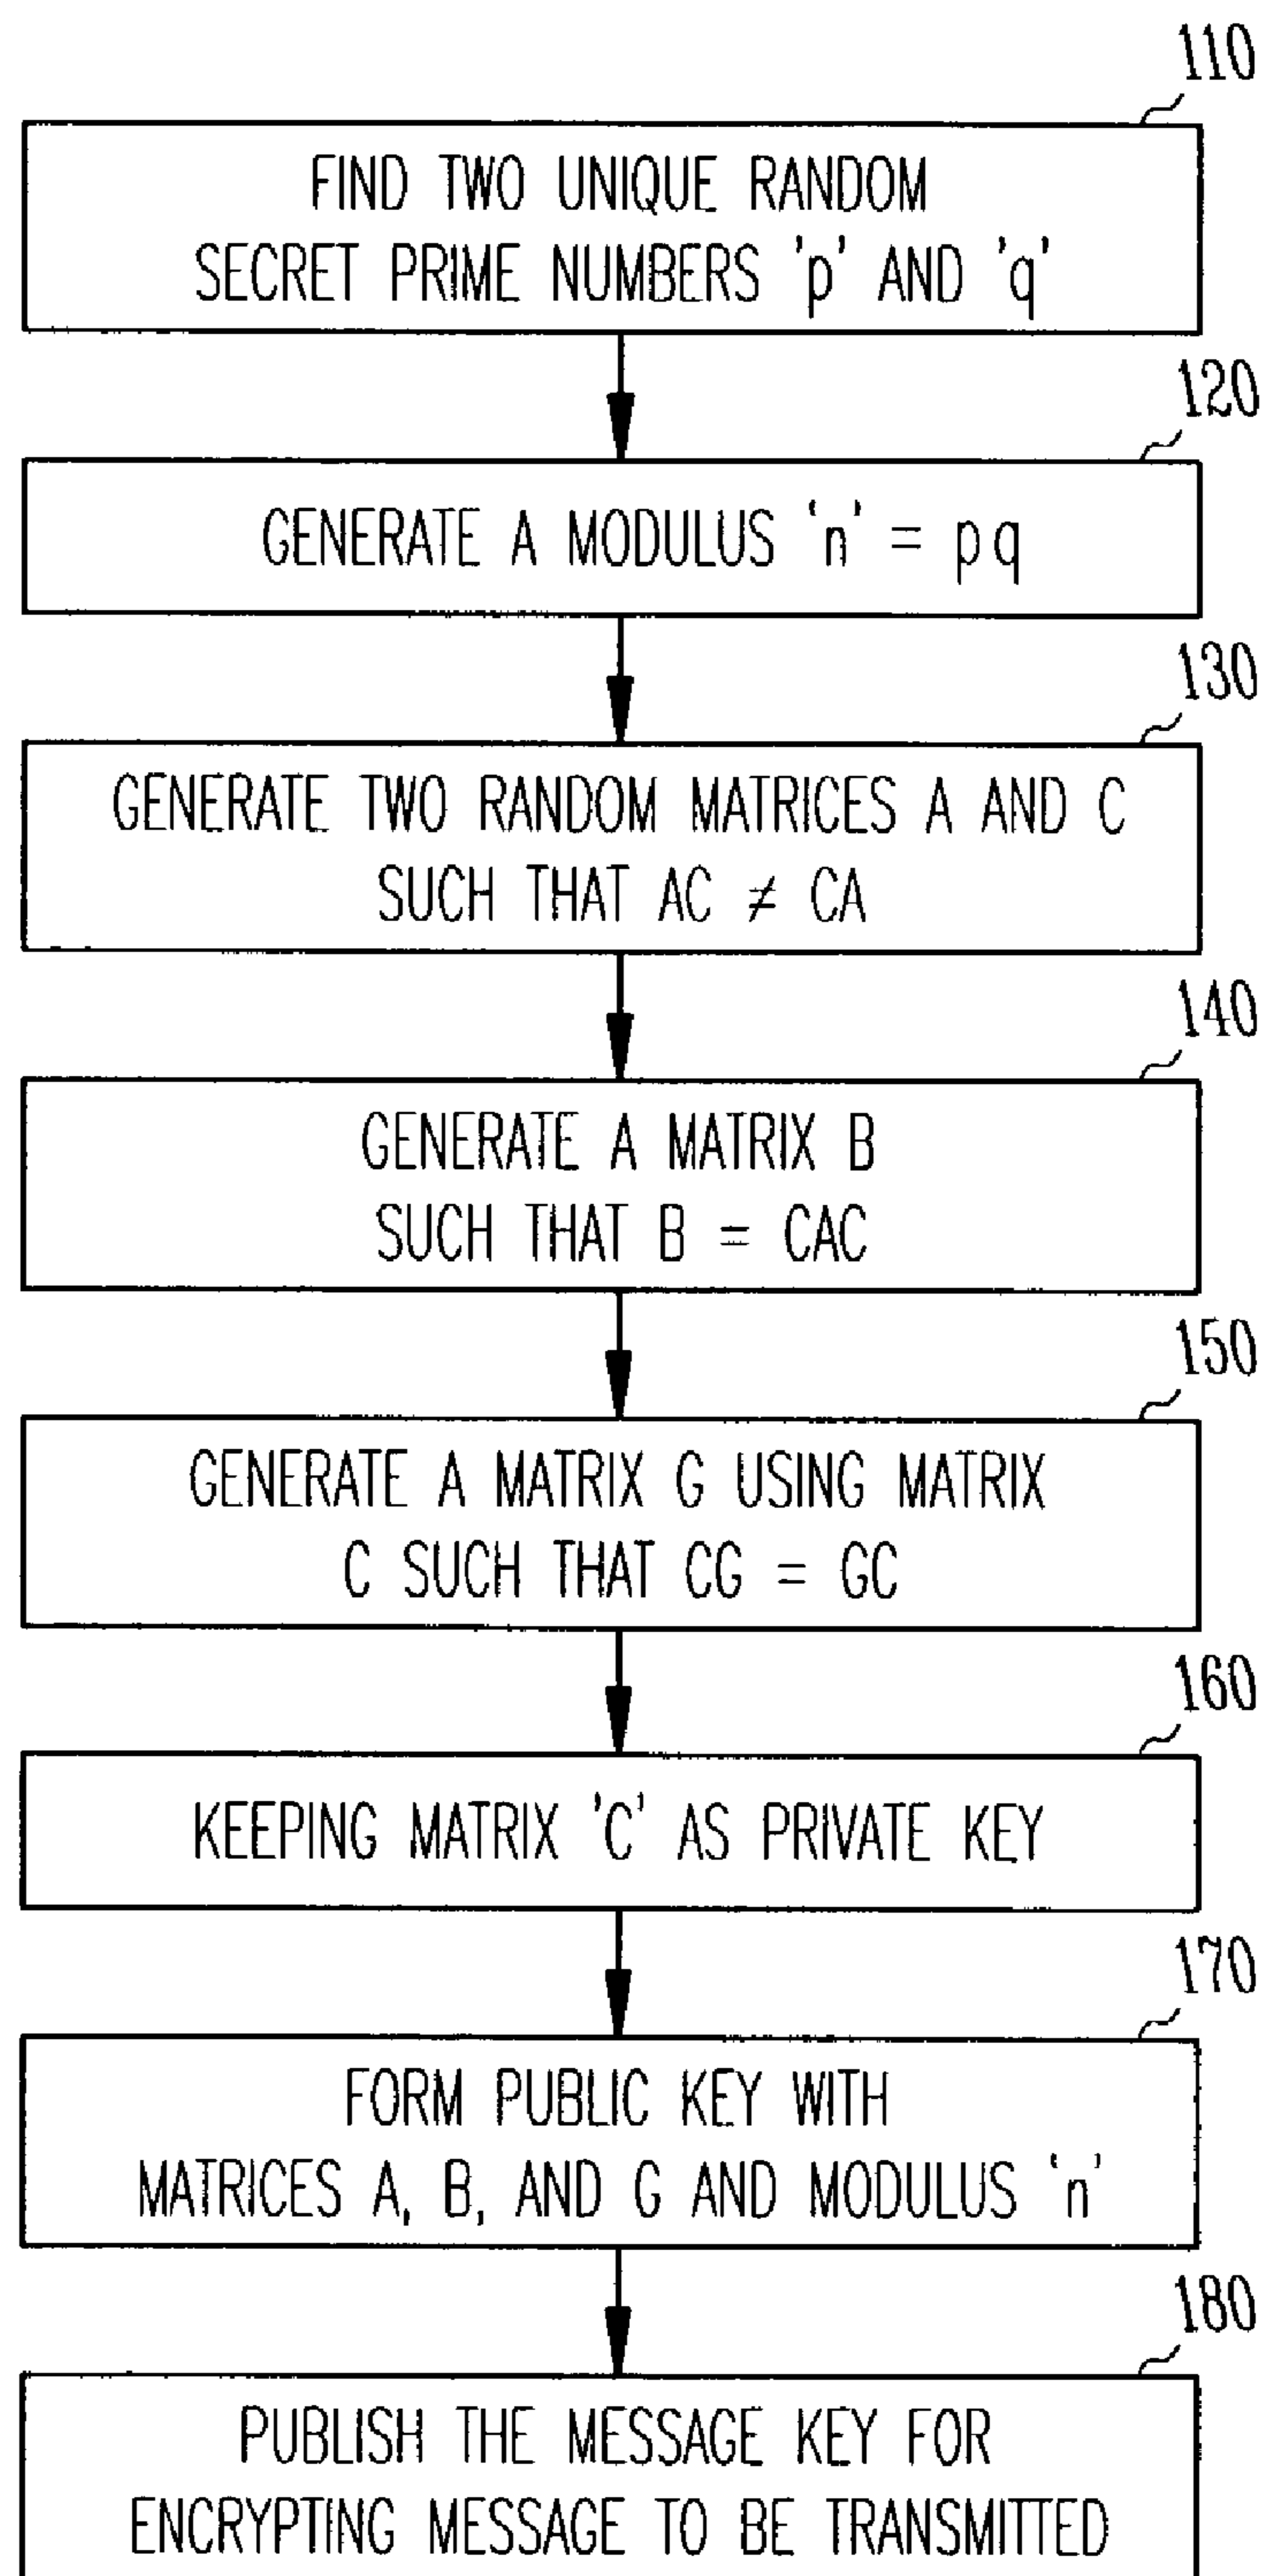 110
FIND TWO UNIQUE RANDOM
SECRET PRIME NUMBERS 'p' AND 'q'
120
GENERATE A MODULUS 'n' = pq
130
GENERATE TWO RANDOM MATRICES A AND C
SUCH THAT AC ≠ CA
140
GENERATE A MATRIX B
SUCH THAT B = CAC
150
GENERATE A MATRIX G USING MATRIX
C SUCH THAT CG = GC
160
KEEPING MATRIX 'C' AS PRIVATE KEY
170
FORM PUBLIC KEY WITH
MATRICES A, B, AND G AND MODULUS 'n'
180
PUBLISH THE MESSAGE KEY FOR
ENCRYPTING MESSAGE TO BE TRANSMITTED